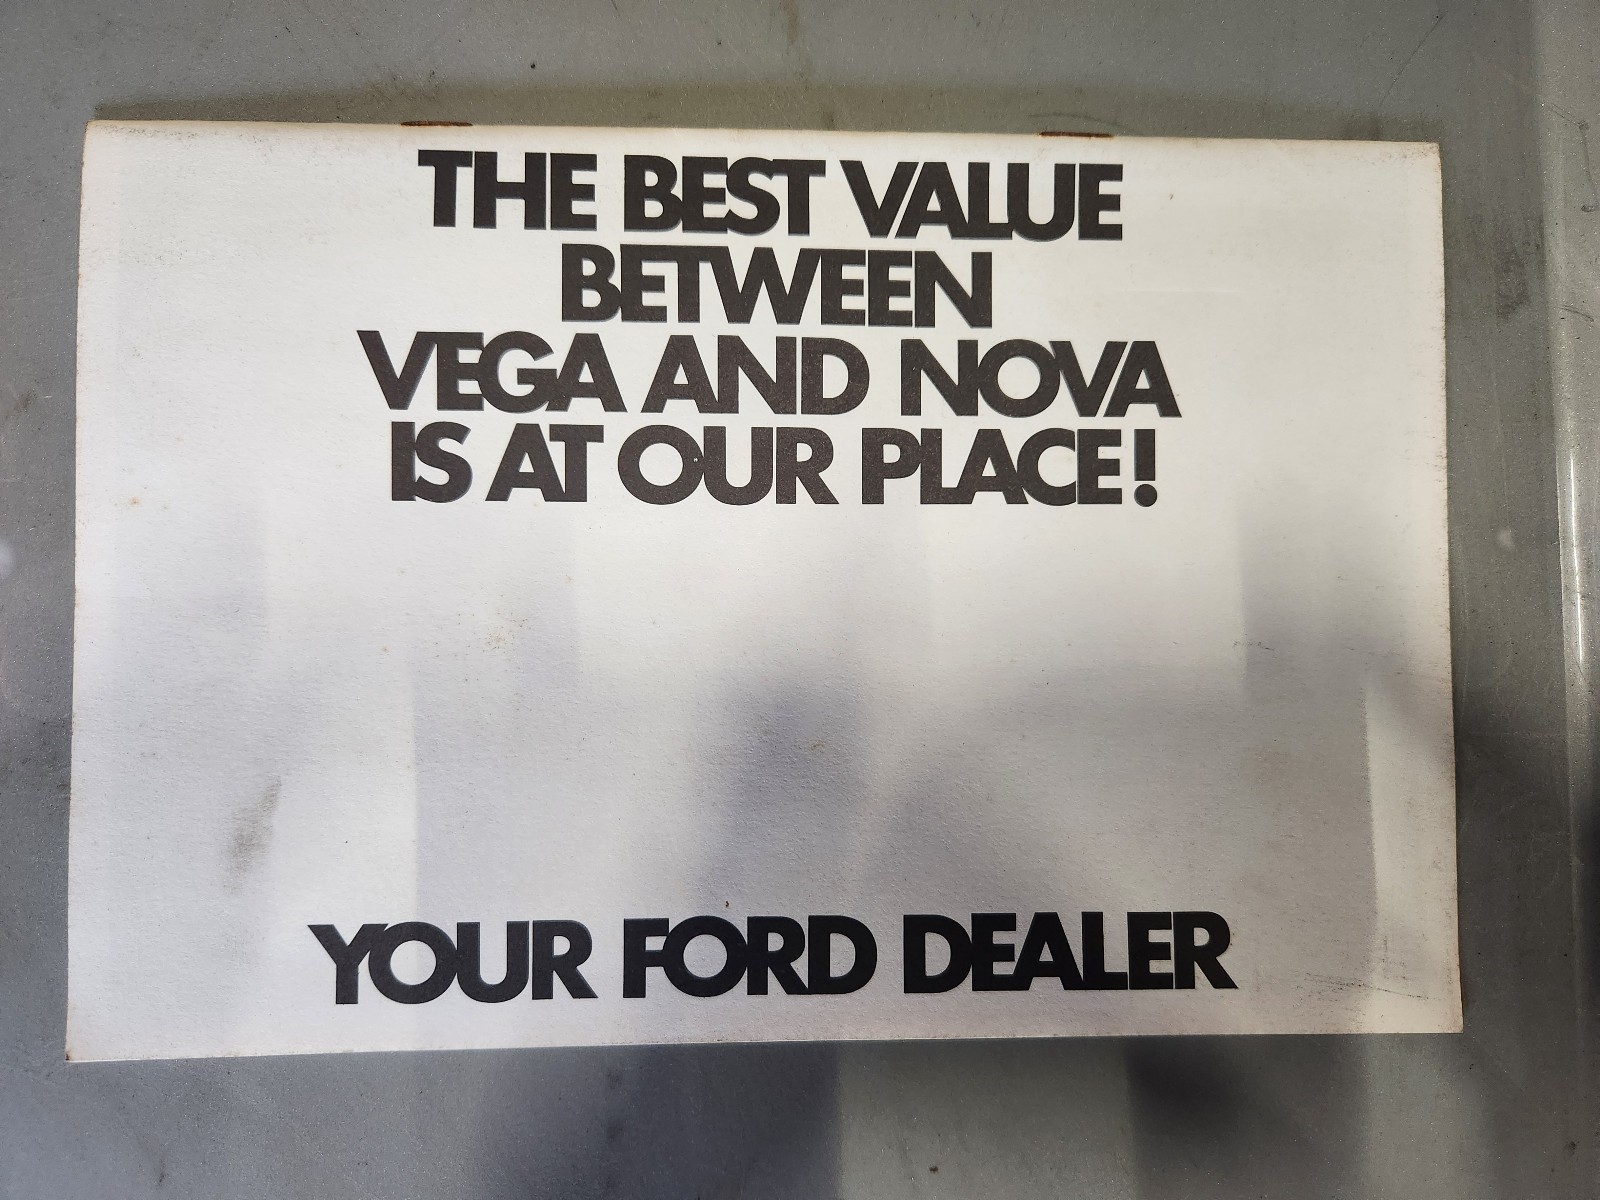 THE BEST VALUE
BETWEEN
VEGA AND NOVA
IS AT OUR PLACE!
YOUR FORD DEALER